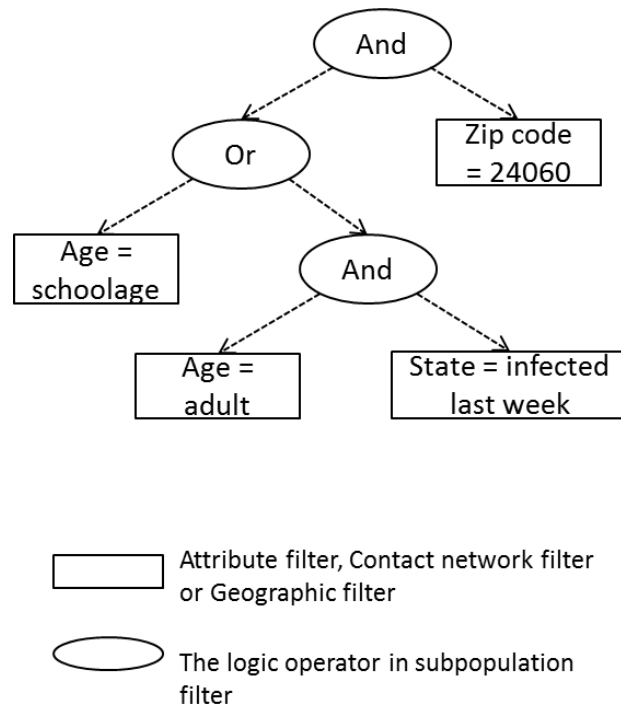 And
Or
Zip code
= 24060
Age =
schoolage
And
Age =
adult
State = infected
last week
Attribute filter, Contact network filter
or Geographic filter
The logic operator in subpopulation
filter